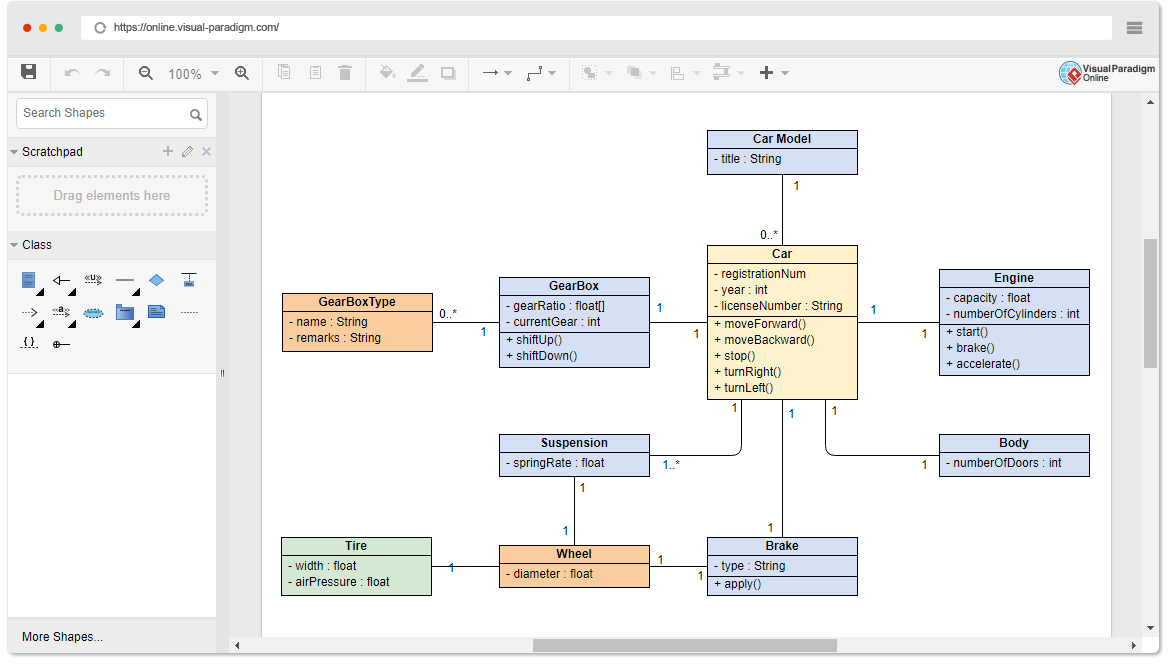 https://online.visual-paradigm.com/
100%
Visual Paradigm
Online
Search Shapes
Scratchpad
Drag elements here
Class
«U»
«a»
{ }
More Shapes...
Car Model
- title : String
1
0..*
Car
- registrationNum
- year : int
- licenseNumber : String
+ moveForward()
+ moveBackward()
+ stop()
+ turnRight()
+ turnLeft()
GearBoxType
- name : String
- remarks : String
0..*
1
GearBox
- gearRatio : float[]
- currentGear : int
+ shiftUp()
+ shiftDown()
1
1
1
1
Engine
- capacity : float
- numberOfCylinders : int
+ start()
+ brake()
+ accelerate()
1
1
1
Suspension
- springRate : float
1..*
1
Body
- numberOfDoors : int
1
1
1
Tire
- width : float
- airPressure : float
1
Wheel
- diameter : float
1
1
Brake
- type : String
+ apply()